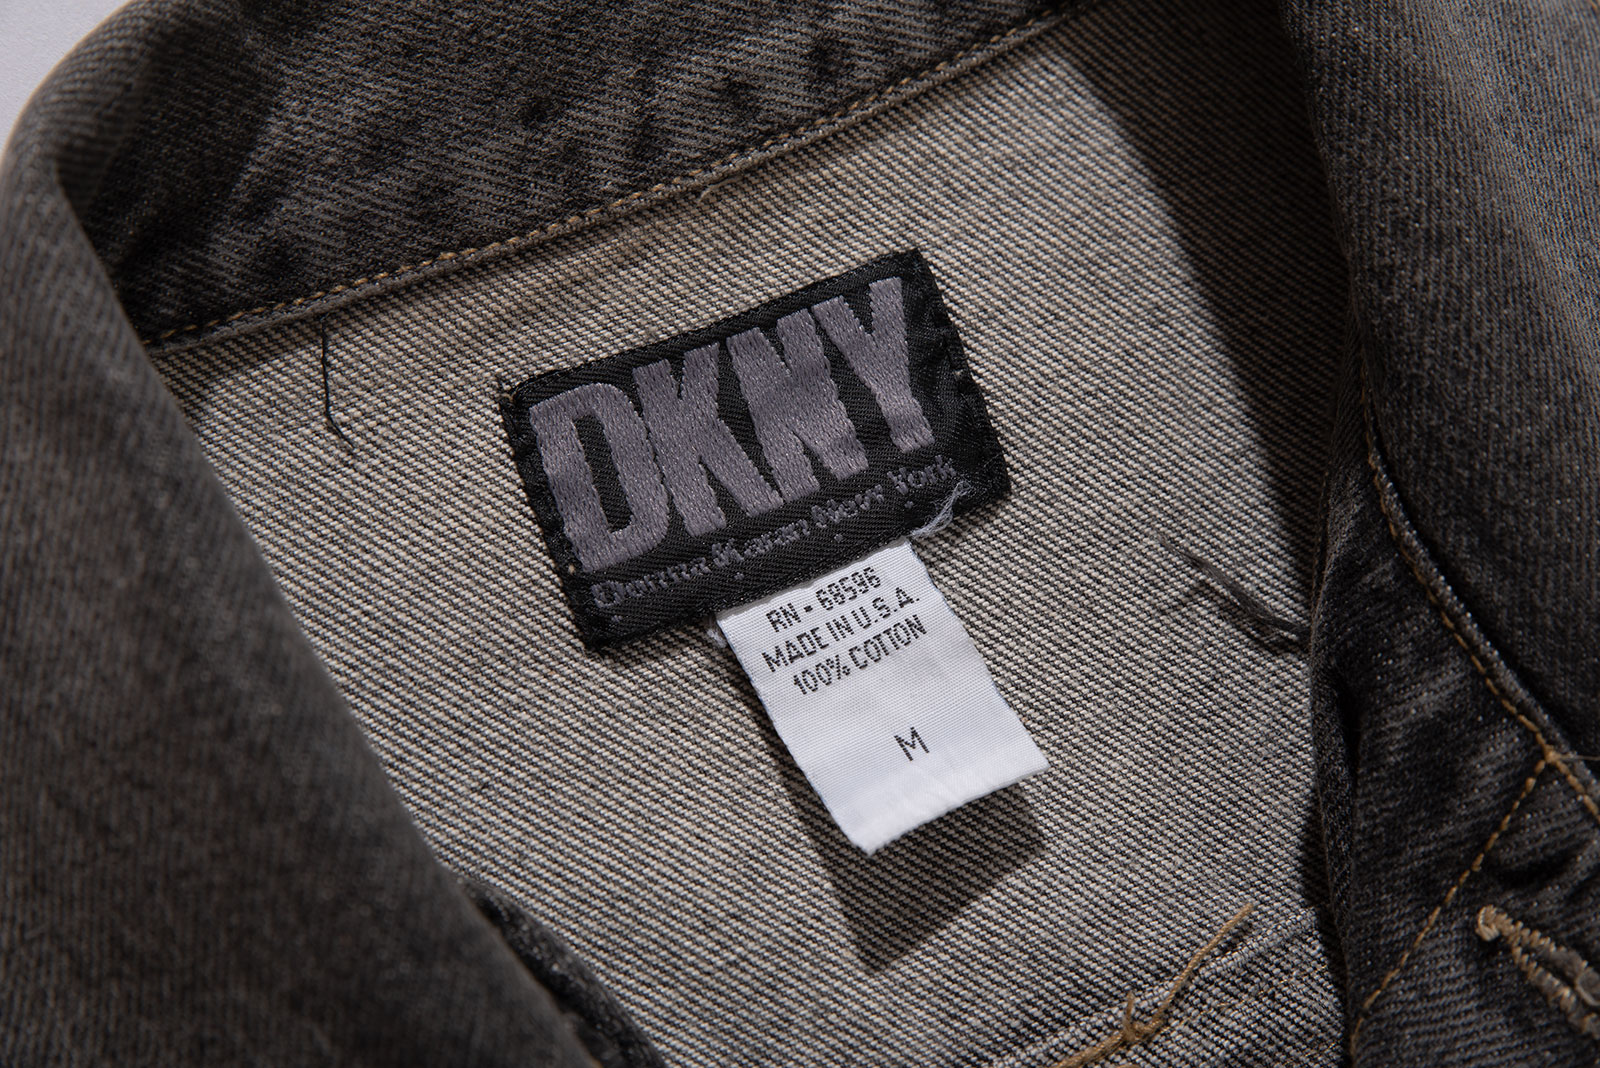 DKNY
Donna Karan New York
RN • 68596
MADE IN U.S.A.
100% COTTON
M